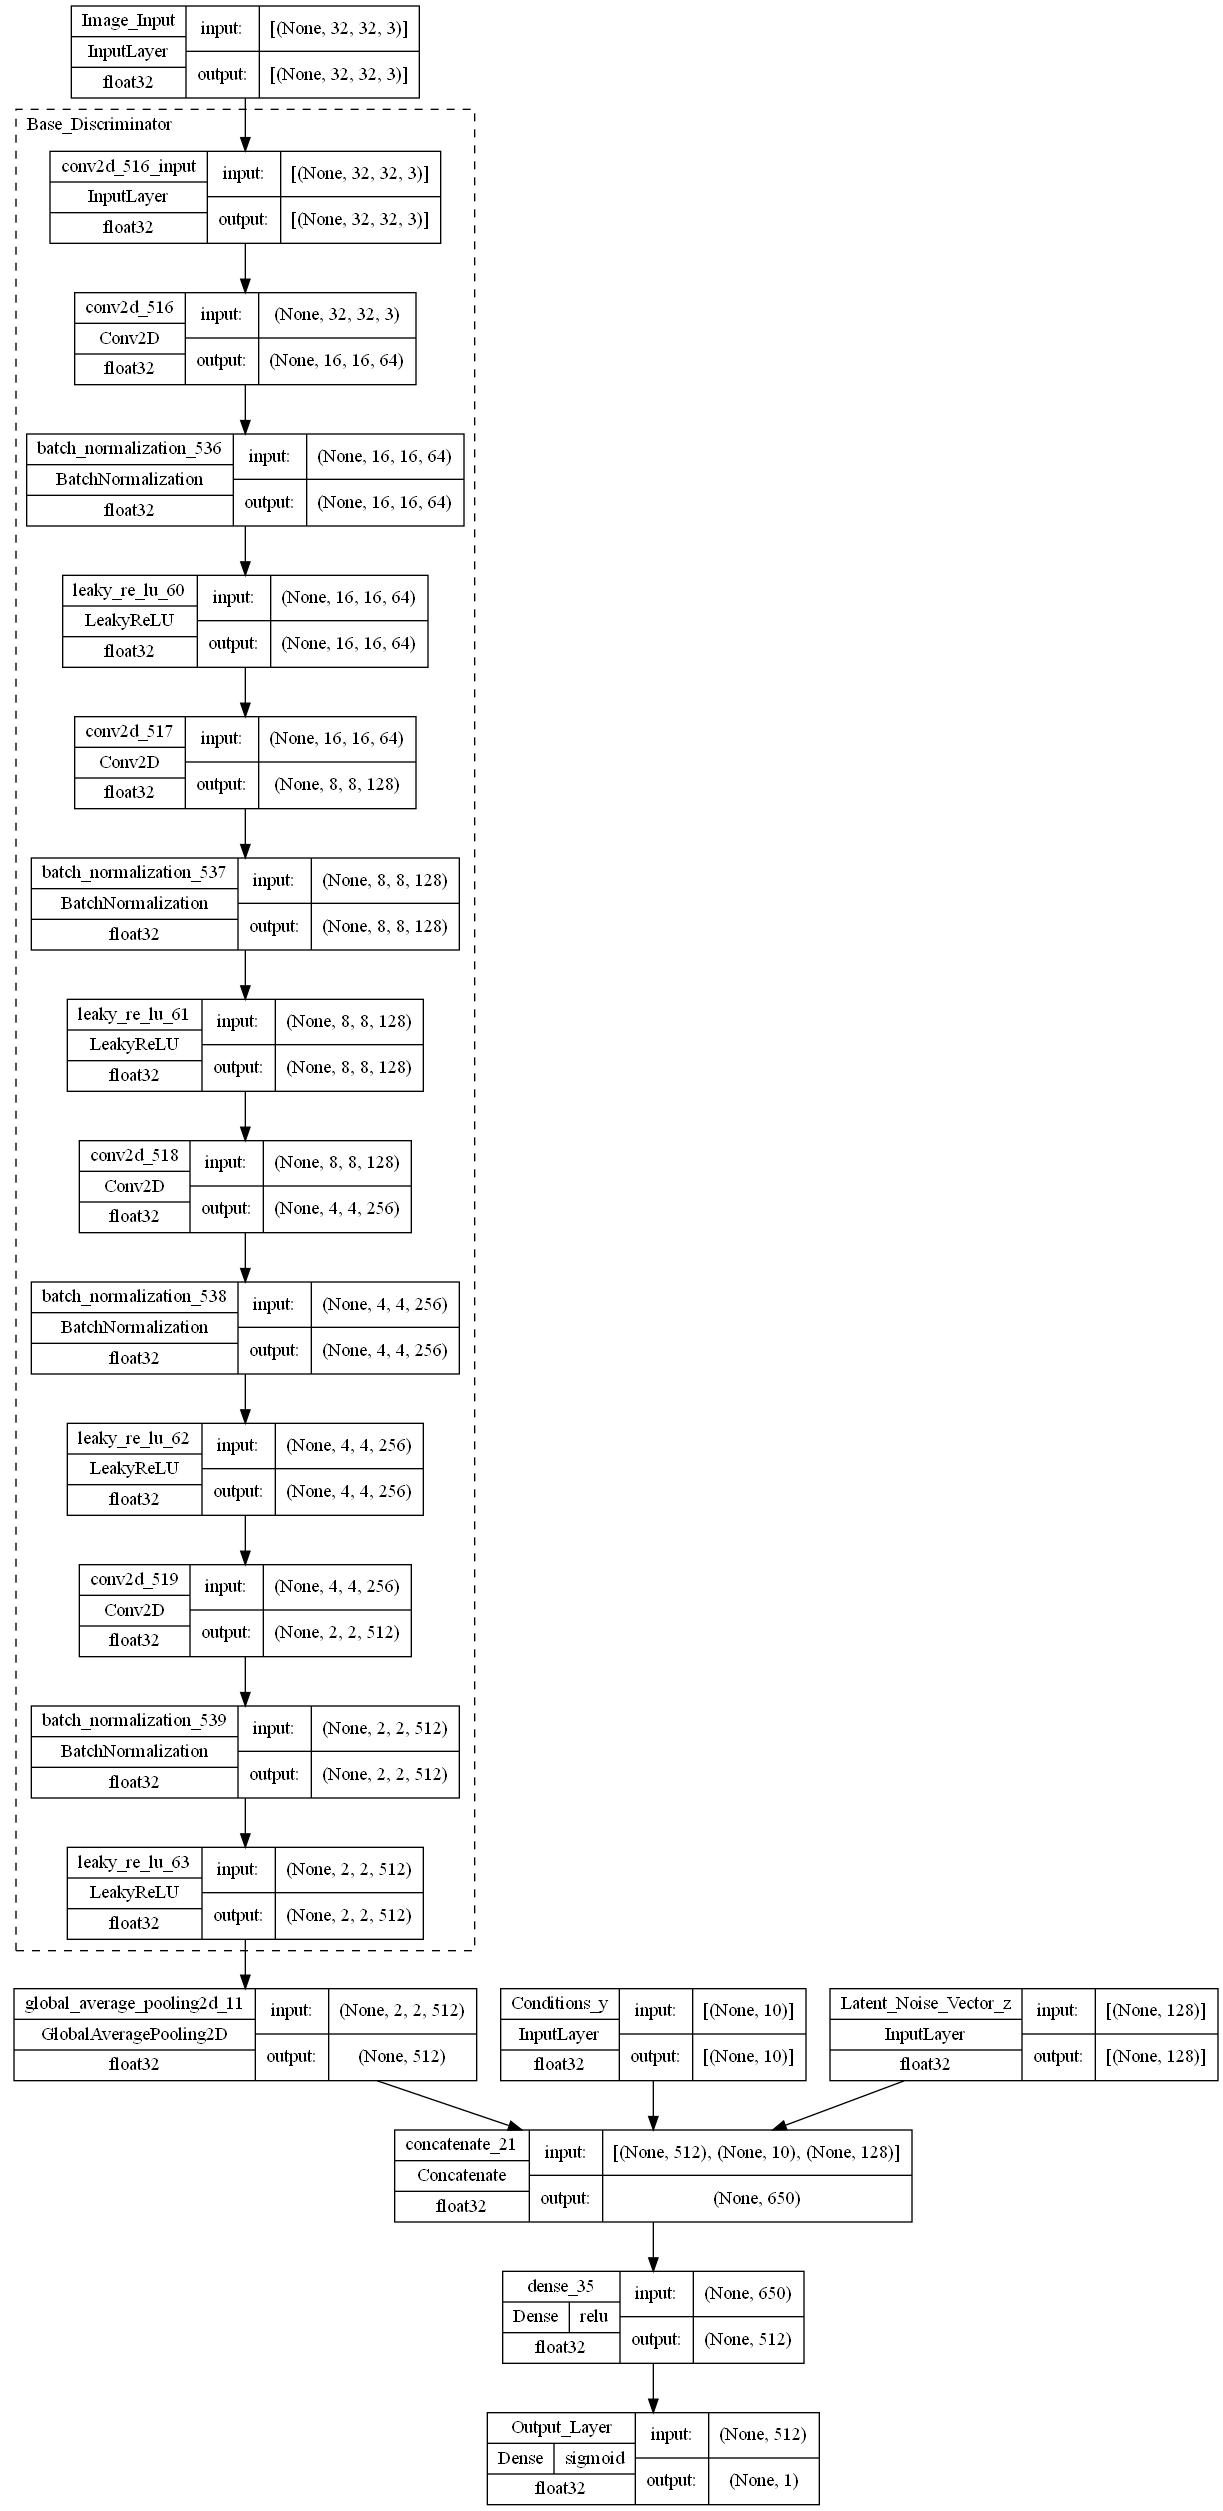 Image_Input
InputLayer
float32
input:
[(None, 32, 32, 3)]
output:
[(None, 32, 32, 3)]
Base_Discriminator
conv2d_516_input
InputLayer
float32
input:
[(None, 32, 32, 3)]
output:
[(None, 32, 32, 3)]
conv2d_516
Conv2D
float32
input:
(None, 32, 32, 3)
output:
(None, 16, 16, 64)
batch_normalization_536
BatchNormalization
float32
input:
(None, 16, 16, 64)
output:
(None, 16, 16, 64)
leaky_re_lu_60
LeakyReLU
float32
input:
(None, 16, 16, 64)
output:
(None, 16, 16, 64)
conv2d_517
Conv2D
float32
input:
(None, 16, 16, 64)
output:
(None, 8, 8, 128)
batch_normalization_537
BatchNormalization
float32
input:
(None, 8, 8, 128)
output:
(None, 8, 8, 128)
leaky_re_lu_61
LeakyReLU
float32
input:
(None, 8, 8, 128)
output:
(None, 8, 8, 128)
conv2d_518
Conv2D
float32
input:
(None, 8, 8, 128)
output:
(None, 4, 4, 256)
batch_normalization_538
BatchNormalization
float32
input:
(None, 4, 4, 256)
output:
(None, 4, 4, 256)
leaky_re_lu_62
LeakyReLU
float32
input:
(None, 4, 4, 256)
output:
(None, 4, 4, 256)
conv2d_519
Conv2D
float32
input:
(None, 4, 4, 256)
output:
(None, 2, 2, 512)
batch_normalization_539
BatchNormalization
float32
input:
(None, 2, 2, 512)
output:
(None, 2, 2, 512)
leaky_re_lu_63
LeakyReLU
float32
input:
(None, 2, 2, 512)
output:
(None, 2, 2, 512)
global_average_pooling2d_11
GlobalAveragePooling2D
float32
input:
(None, 2, 2, 512)
output:
(None, 512)
Conditions_y
InputLayer
float32
input:
[(None, 10)]
output:
[(None, 10)]
Latent_Noise_Vector_z
InputLayer
float32
input:
[(None, 128)]
output:
[(None, 128)]
concatenate_21
Concatenate
float32
input:
[(None, 512), (None, 10), (None, 128)]
output:
(None, 650)
dense_35
Dense relu
float32
input:
(None, 650)
output:
(None, 512)
Output_Layer
Dense sigmoid
float32
input:
(None, 512)
output:
(None, 1)